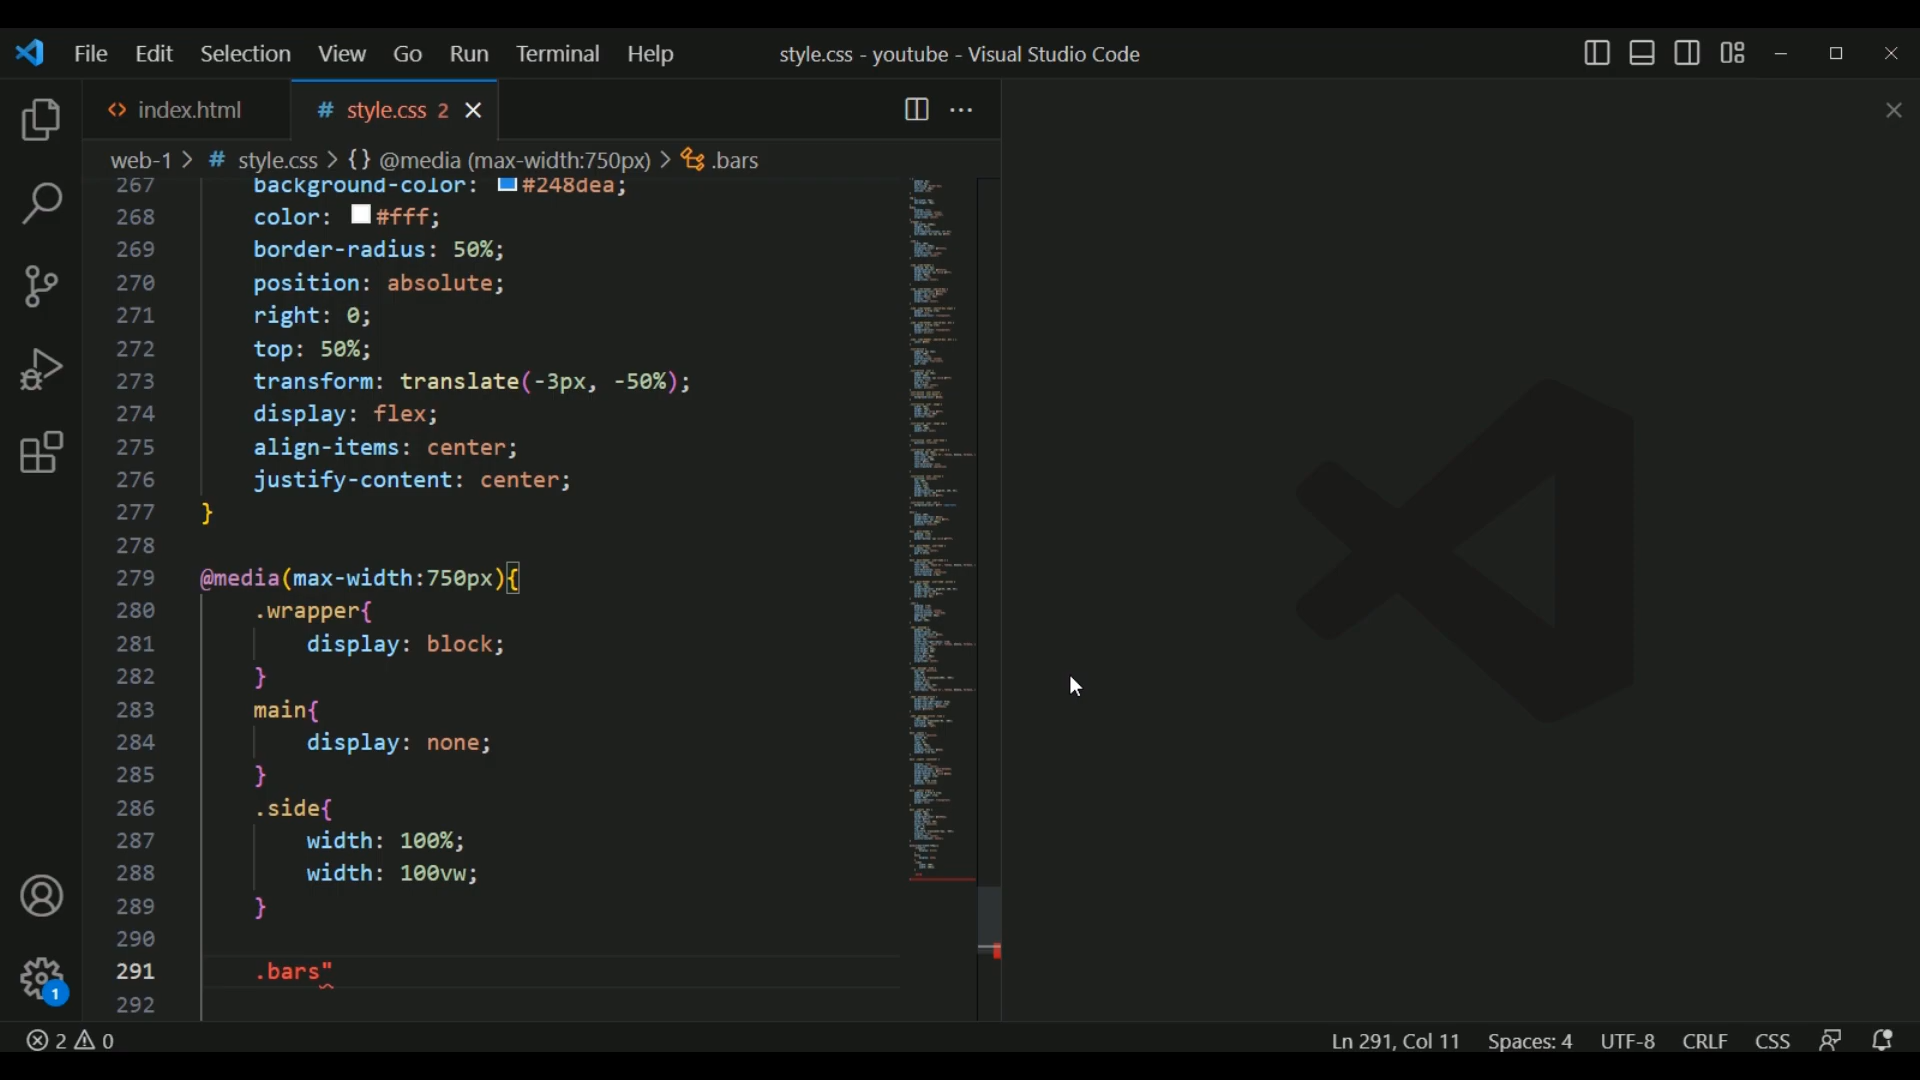 File Edit Selection View Go Run Terminal Help style.css - youtube - Visual Studio Code
index.html # style.css 2
web-1 > # style.css > {} @media (max-width:750px) > .bars
267 background-color: #248dea;
268 color: #fff;
269 border-radius: 50%;
270 position: absolute;
271 right: 0;
272 top: 50%;
273 transform: translate(-3px, -50%);
274 display: flex;
275 align-items: center;
276 justify-content: center;
277 }
278
279 @media(max-width:750px){
280 .wrapper{
281 display: block;
282 }
283 main{
284 display: none;
285 }
286 .side{
287 width: 100%;
288 width: 100vw;
289 }
290
291 .bars"
292
1
2 0 Ln 291, Col 11 Spaces: 4 UTF-8 CRLF CSS